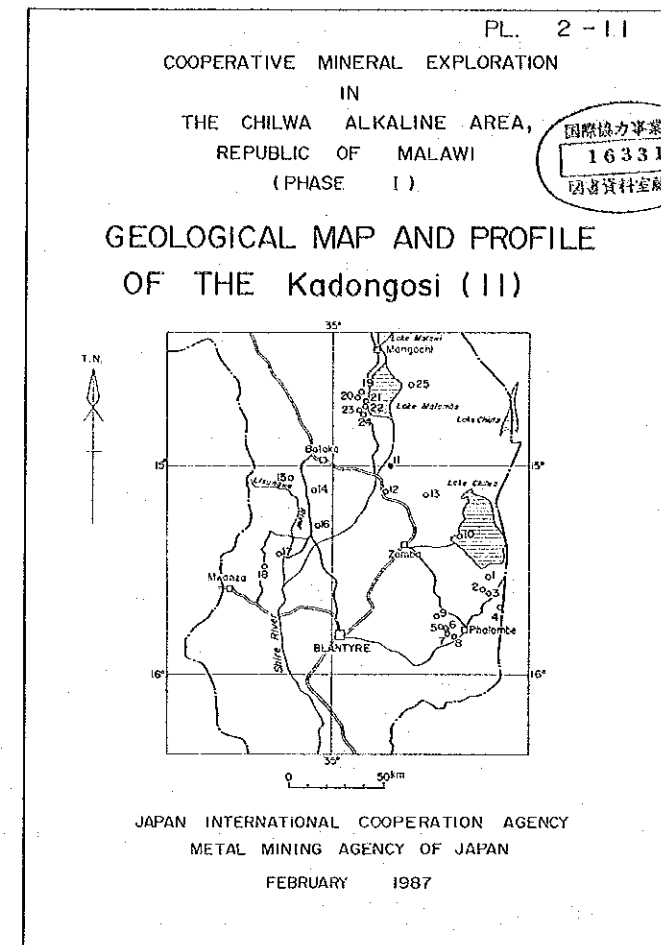 PL. 2-11
COOPERATIVE MINERAL EXPLORATION
IN
THE CHILWA ALKALINE AREA,
REPUBLIC OF MALAWI
(PHASE I)
国際協力事業
16331
図書資料室蔵
GEOLOGICAL MAP AND PROFILE
OF THE Kadongosi (11)
T.N.
35°
Lake Malawi
Mangochi
19
25
20
21
22
Lake Malombe
23
24
Lake Chiuta
Balaka
15°
11
15°
Lisungwe
15
14
12
13
Lake Chilwa
16
10
Zomba
17
18
1
Mwanza
2
3
4
9
5
6
Phalombe
7
8
BLANTYRE
Shire River
16°
16°
35°
0
50km
JAPAN INTERNATIONAL COOPERATION AGENCY
METAL MINING AGENCY OF JAPAN
FEBRUARY 1987